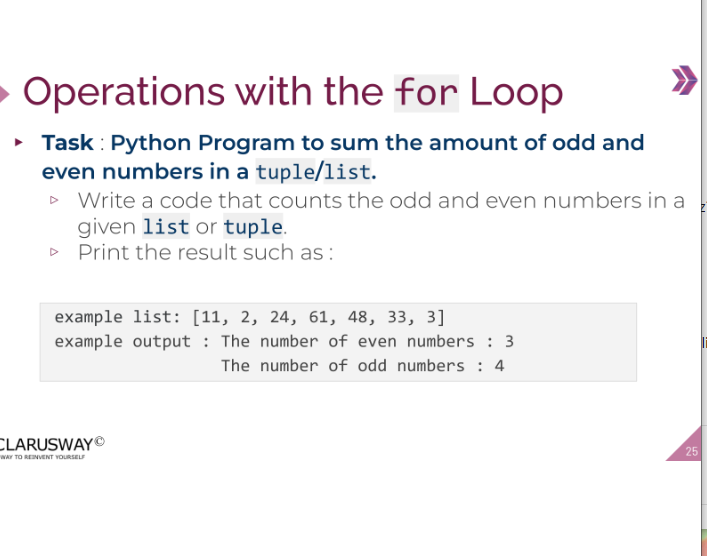 Operations with the for Loop
Task : Python Program to sum the amount of odd and
even numbers in a tuple/list.
Write a code that counts the odd and even numbers in a
given list or tuple.
Print the result such as :
example list: [11, 2, 24, 61, 48, 33, 3]
example output : The number of even numbers : 3
The number of odd numbers : 4
CLARUSWAY©
WAY TO REINVENT YOURSELF
25